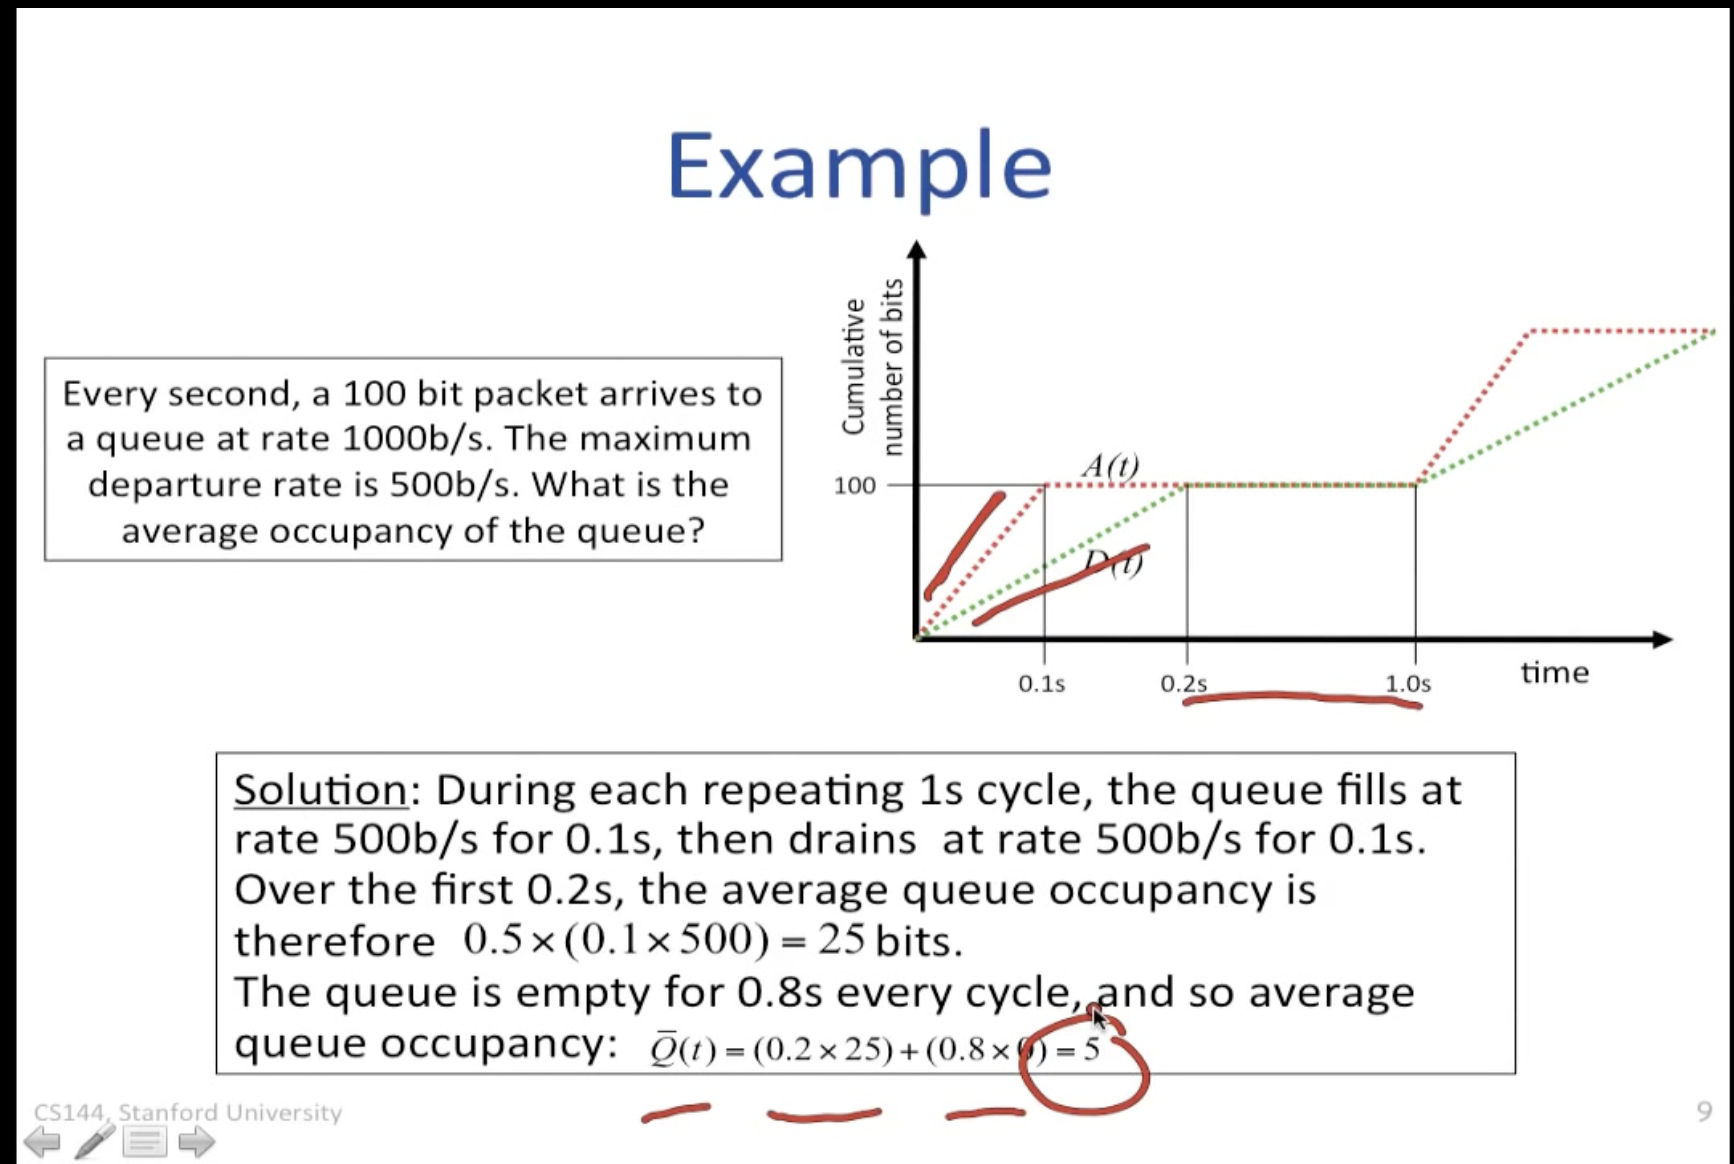 Example
Every second, a 100 bit packet arrives to
a queue at rate 1000b/s. The maximum
departure rate is 500b/s. What is the
average occupancy of the queue?
Cumulative
number of bits
100
A(t)
D(t)
0.1s
0.2s
1.0s
time
Solution: During each repeating 1s cycle, the queue fills at
rate 500b/s for 0.1s, then drains at rate 500b/s for 0.1s.
Over the first 0.2s, the average queue occupancy is
therefore 0.5×(0.1×500) = 25 bits.
The queue is empty for 0.8s every cycle, and so average
queue occupancy: Q̅(t) = (0.2×25)+(0.8×0) = 5
CS144, Stanford University
9